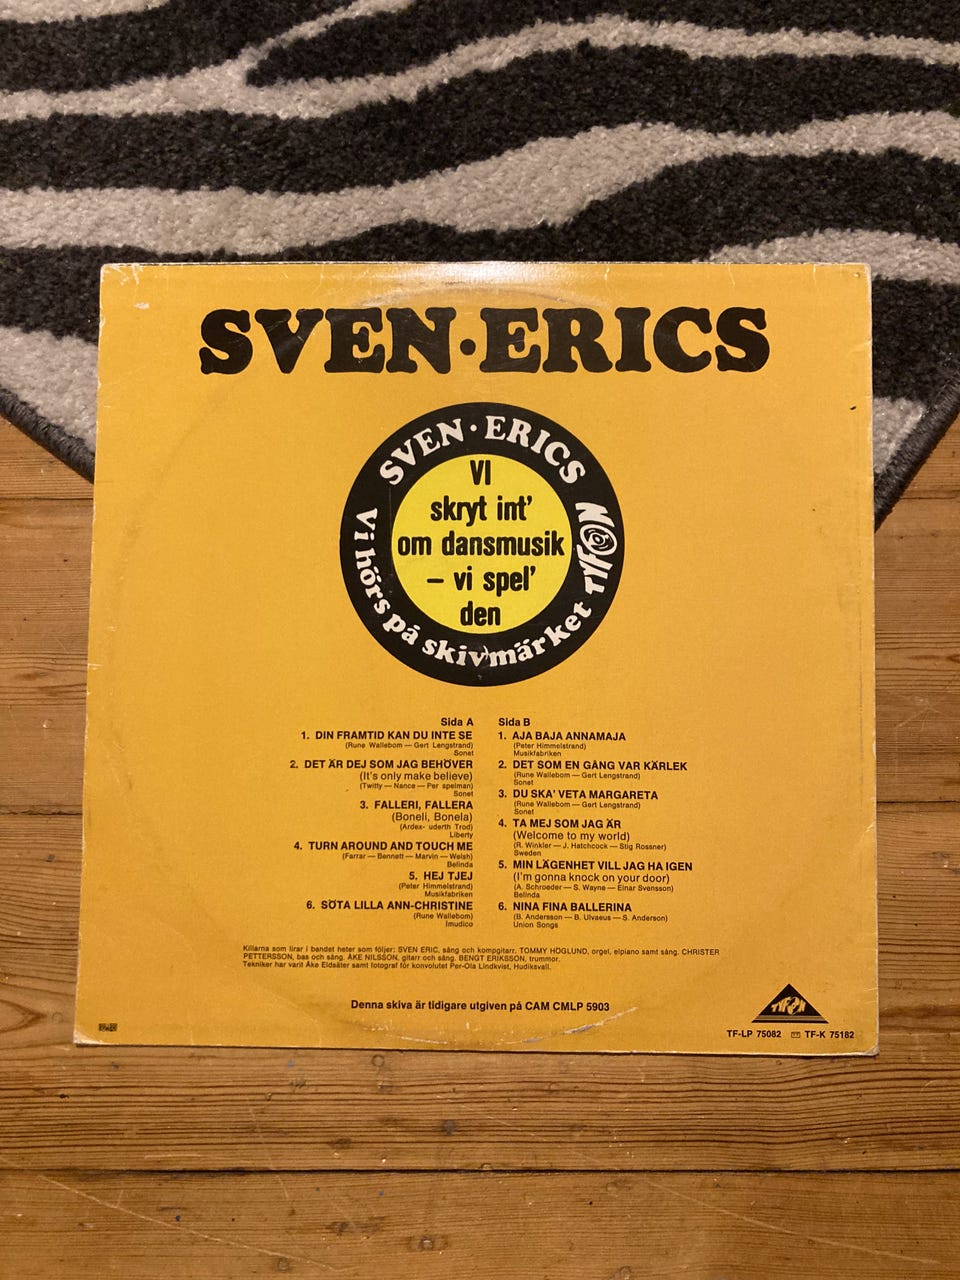 SVEN·ERICS
SVEN·ERICS
Vi hörs på skivmärket TYFON
VI
skryt int'
om dansmusik
– vi spel'
den
Sida A
1. DIN FRAMTID KAN DU INTE SE
(Rune Wallebom — Gert Lengstrand)
Sonet
2. DET ÄR DEJ SOM JAG BEHÖVER
(It's only make believe)
(Twitty — Nance — Per spelman)
Sonet
3. FALLERI, FALLERA
(Boneli, Bonela)
(Ardex- uderth Trod)
Liberty
4. TURN AROUND AND TOUCH ME
(Farrar — Bennett — Marvin — Welsh)
Belinda
5. HEJ TJEJ
(Peter Himmelstrand)
Musikfabriken
6. SÖTA LILLA ANN-CHRISTINE
(Rune Wallebom)
Imudico
Sida B
1. AJA BAJA ANNAMAJA
(Peter Himmelstrand)
Musikfabriken
2. DET SOM EN GÅNG VAR KÄRLEK
(Rune Wallebom — Gert Lengstrand)
Sonet
3. DU SKA' VETA MARGARETA
(Rune Wallebom — Gert Lengstrand)
Sonet
4. TA MEJ SOM JAG ÄR
(Welcome to my world)
(R. Winkler — J. Hatchcock — Stig Rossner)
Sweden
5. MIN LÄGENHET VILL JAG HA IGEN
(I'm gonna knock on your door)
(A. Schroeder — S. Wayne — Einar Svensson)
Belinda
6. NINA FINA BALLERINA
(B. Andersson — B. Ulvaeus — S. Anderson)
Union Songs
Killarna som lirar i bandet heter som följer: SVEN ERIC, sång och kompgitarr. TOMMY HÖGLUND, orgel, elpiano samt sång. CHRISTER
PETTERSSON, bas och sång. ÅKE NILSSON, gitarr och sång. BENGT ERIKSSON, trummor.
Tekniker har varit Åke Eldsäter samt fotograf för konvolutet Per-Ola Lindkvist, Hudiksvall.
Denna skiva är tidigare utgiven på CAM CMLP 5903
TYFON
TF-LP 75082 TF-K 75182